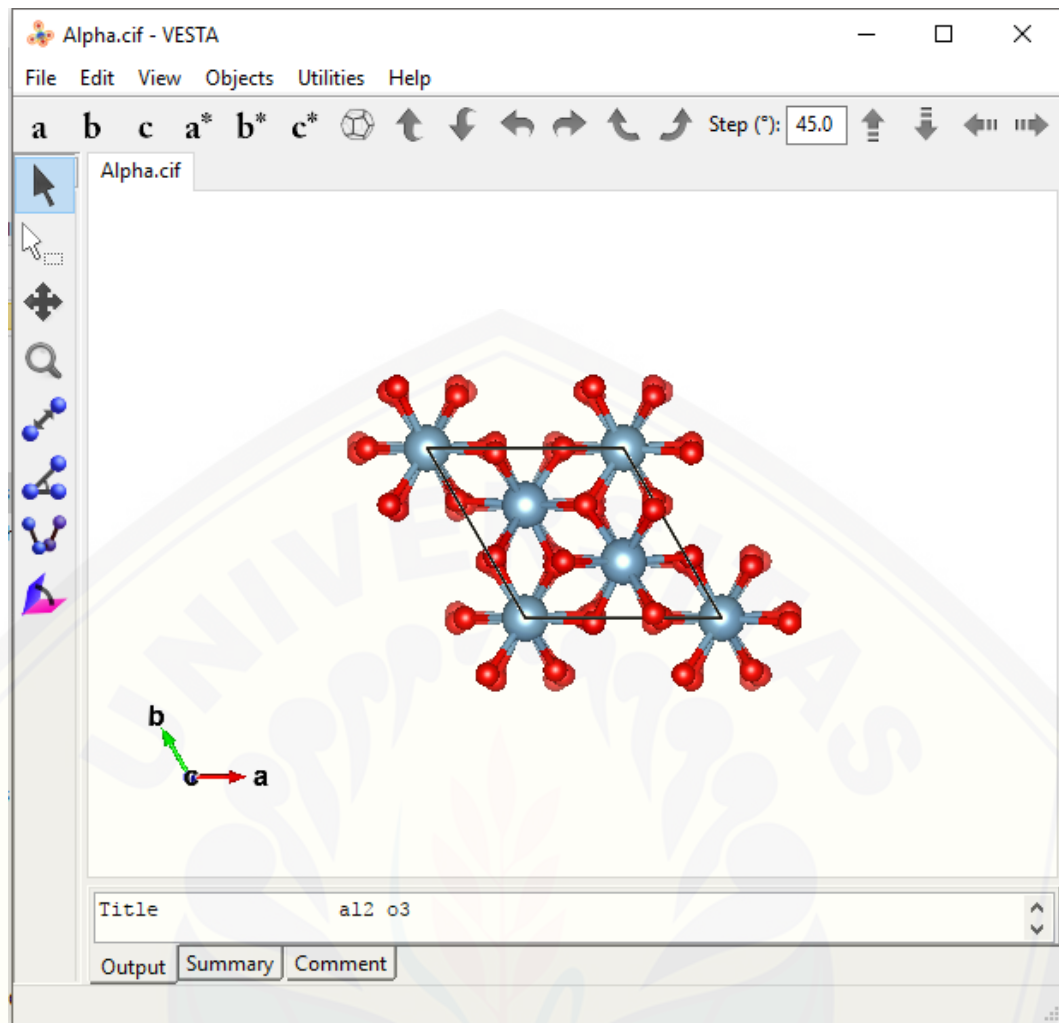 Alpha.cif - VESTA
File Edit View Objects Utilities Help
a b c a* b* c* Step (°): 45.0
Alpha.cif
UNIVERSITAS
b
c a
Title al2 o3
Output Summary Comment